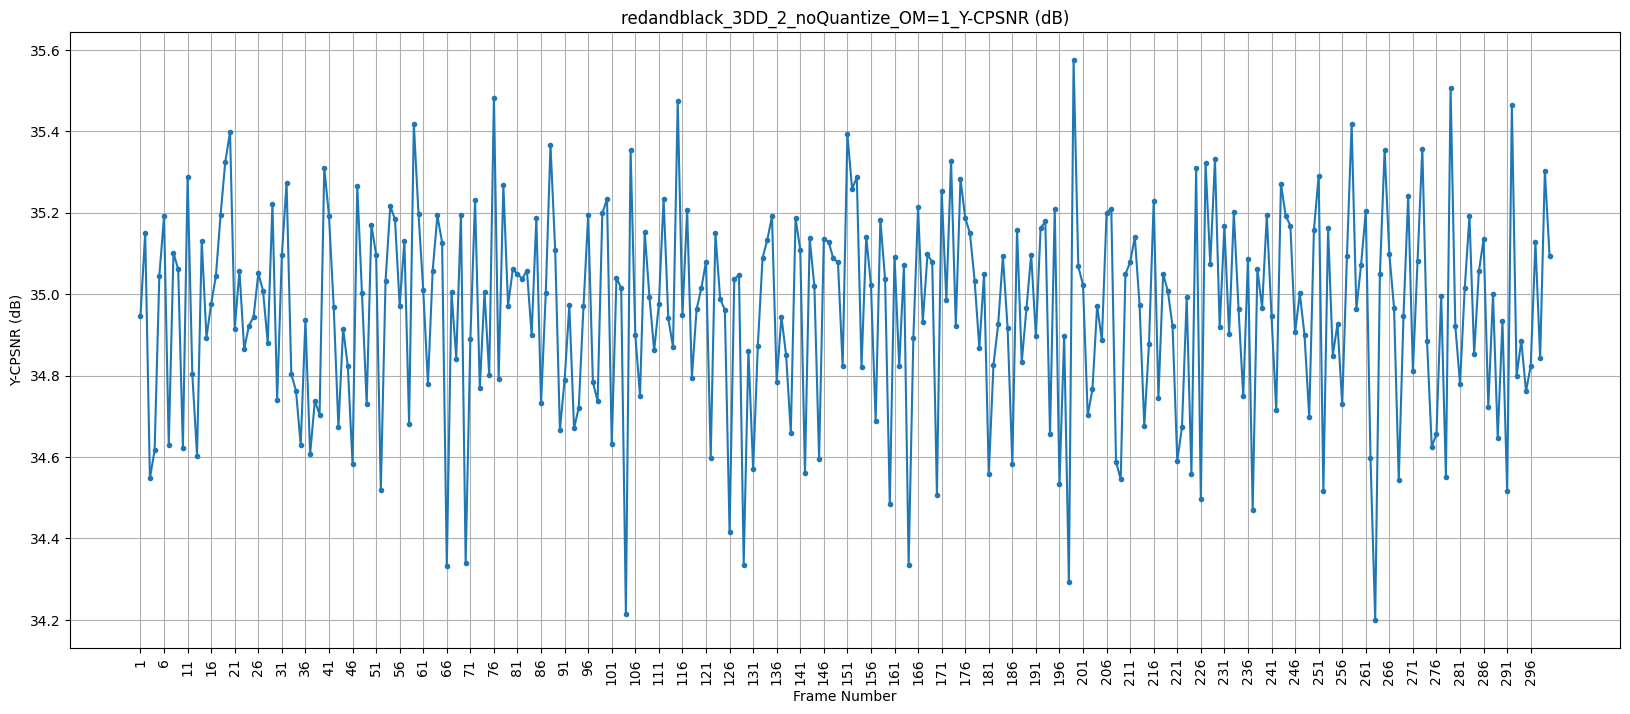 redandblack_3DD_2_noQuantize_OM=1_Y-CPSNR (dB)
35.6
35.4
35.2
35.0
34.8
34.6
34.4
34.2
Y-CPSNR (dB)
1 6 11 16 21 26 31 36 41 46 51 56 61 66 71 76 81 86 91 96 101 106 111 116 121 126 131 136 141 146 151 156 161 166 171 176 181 186 191 196 201 206 211 216 221 226 231 236 241 246 251 256 261 266 271 276 281 286 291 296
Frame Number